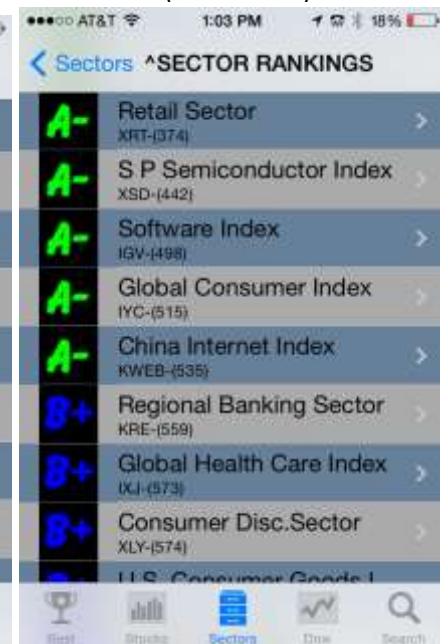 AT&T 1:03 PM 18%
Sectors ^SECTOR RANKINGS
A- Retail Sector
XRT-(374)
A- S P Semiconductor Index
XSD-(442)
A- Software Index
IGV-(498)
A- Global Consumer Index
IYC-(515)
A- China Internet Index
KWEB-(535)
B+ Regional Banking Sector
KRE-(559)
B+ Global Health Care Index
IXJ-(573)
B+ Consumer Disc.Sector
XLY-(574)
U.S. Consumer Goods I
Best Stocks Sectors Dow Search